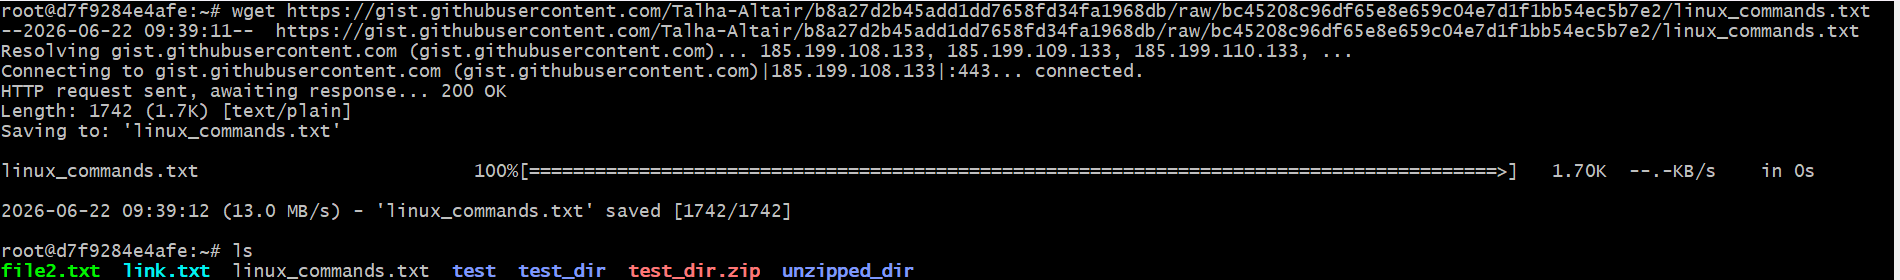 root@d7f9284e4afe:~# wget https://gist.githubusercontent.com/Talha-Altair/b8a27d2b45add1dd7658fd34fa1968db/raw/bc45208c96df65e8e659c04e7d1f1bb54ec5b7e2/linux_commands.txt
--2026-06-22 09:39:11--  https://gist.githubusercontent.com/Talha-Altair/b8a27d2b45add1dd7658fd34fa1968db/raw/bc45208c96df65e8e659c04e7d1f1bb54ec5b7e2/linux_commands.txt
Resolving gist.githubusercontent.com (gist.githubusercontent.com)... 185.199.108.133, 185.199.109.133, 185.199.110.133, ...
Connecting to gist.githubusercontent.com (gist.githubusercontent.com)|185.199.108.133|:443... connected.
HTTP request sent, awaiting response... 200 OK
Length: 1742 (1.7K) [text/plain]
Saving to: 'linux_commands.txt'
linux_commands.txt                         100%[========================================================================================>]   1.70K  --.-KB/s    in 0s
2026-06-22 09:39:12 (13.0 MB/s) - 'linux_commands.txt' saved [1742/1742]
root@d7f9284e4afe:~# ls
file2.txt  link.txt  linux_commands.txt  test  test_dir  test_dir.zip  unzipped_dir